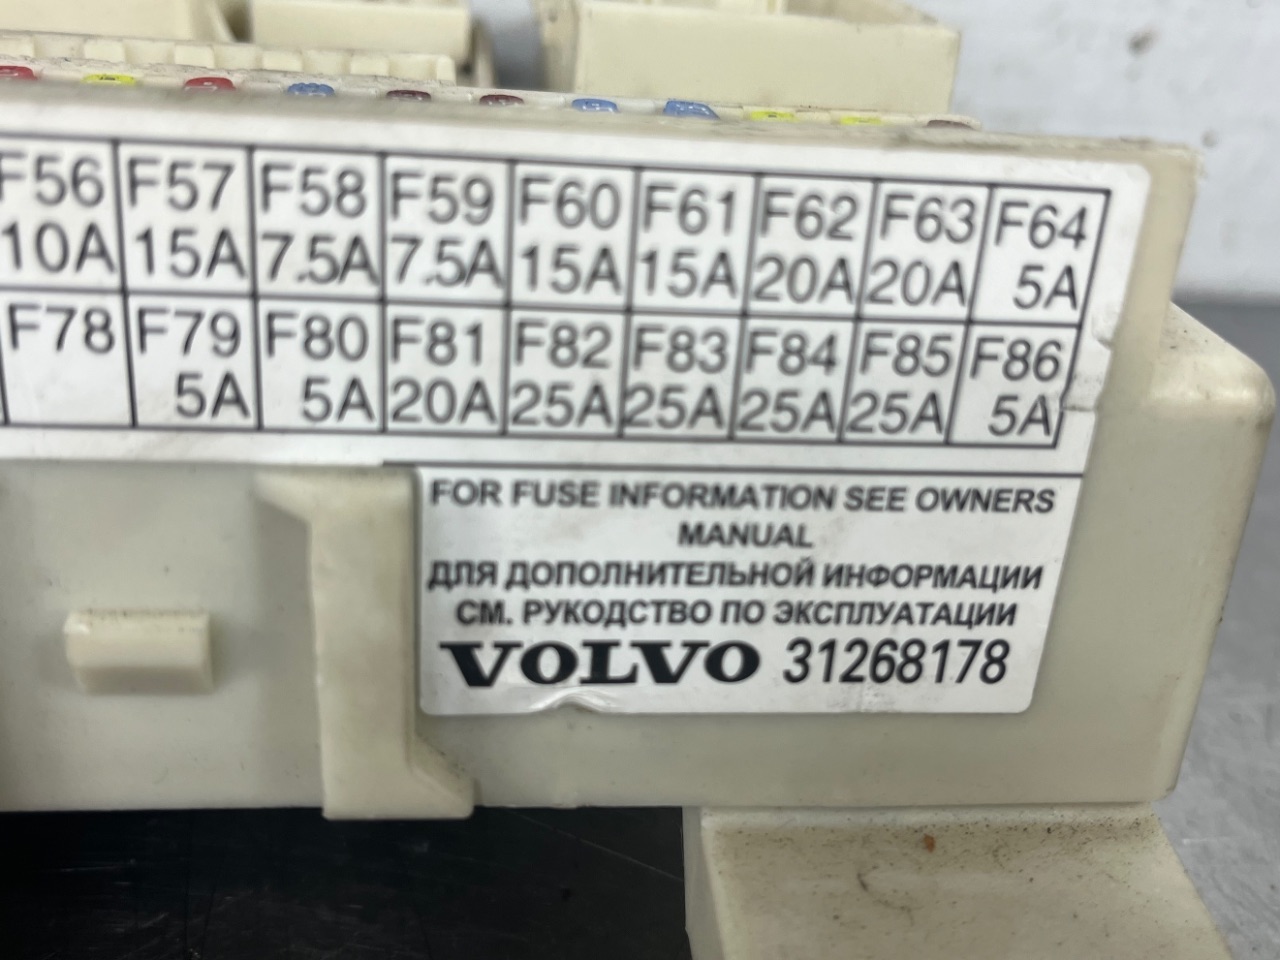 F56 F57 F58 F59 F60 F61 F62 F63 F64
10A 15A 7.5A 7.5A 15A 15A 20A 20A 5A
F78 F79 F80 F81 F82 F83 F84 F85 F86
5A 5A 20A 25A 25A 25A 25A 5A
FOR FUSE INFORMATION SEE OWNERS
MANUAL
ДЛЯ ДОПОЛНИТЕЛЬНОЙ ИНФОРМАЦИИ
СМ. РУКОДСТВО ПО ЭКСПЛУАТАЦИИ
VOLVO 31268178